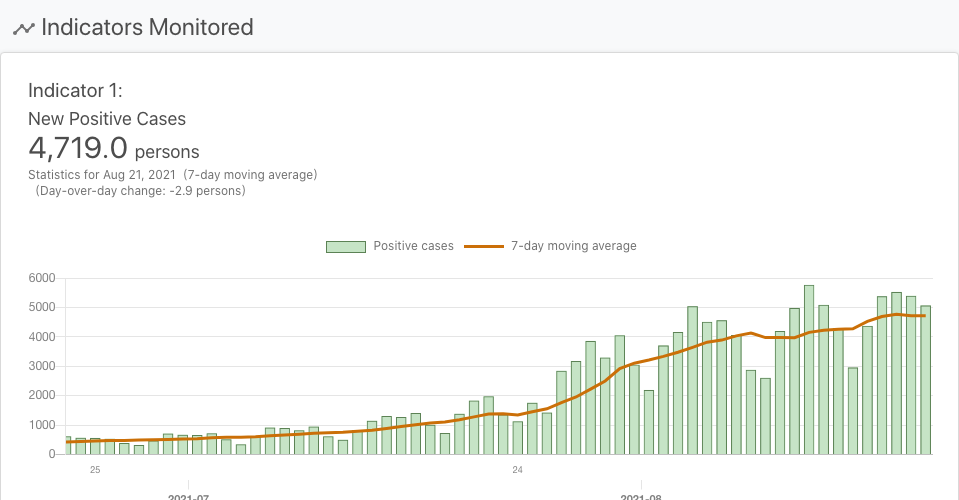 Indicators Monitored
Indicator 1:
New Positive Cases
4,719.0 persons
Statistics for Aug 21, 2021 (7-day moving average)
(Day-over-day change: -2.9 persons)
Positive cases 7-day moving average
6000
5000
4000
3000
2000
1000
0
25 24
2021-07 2021-08